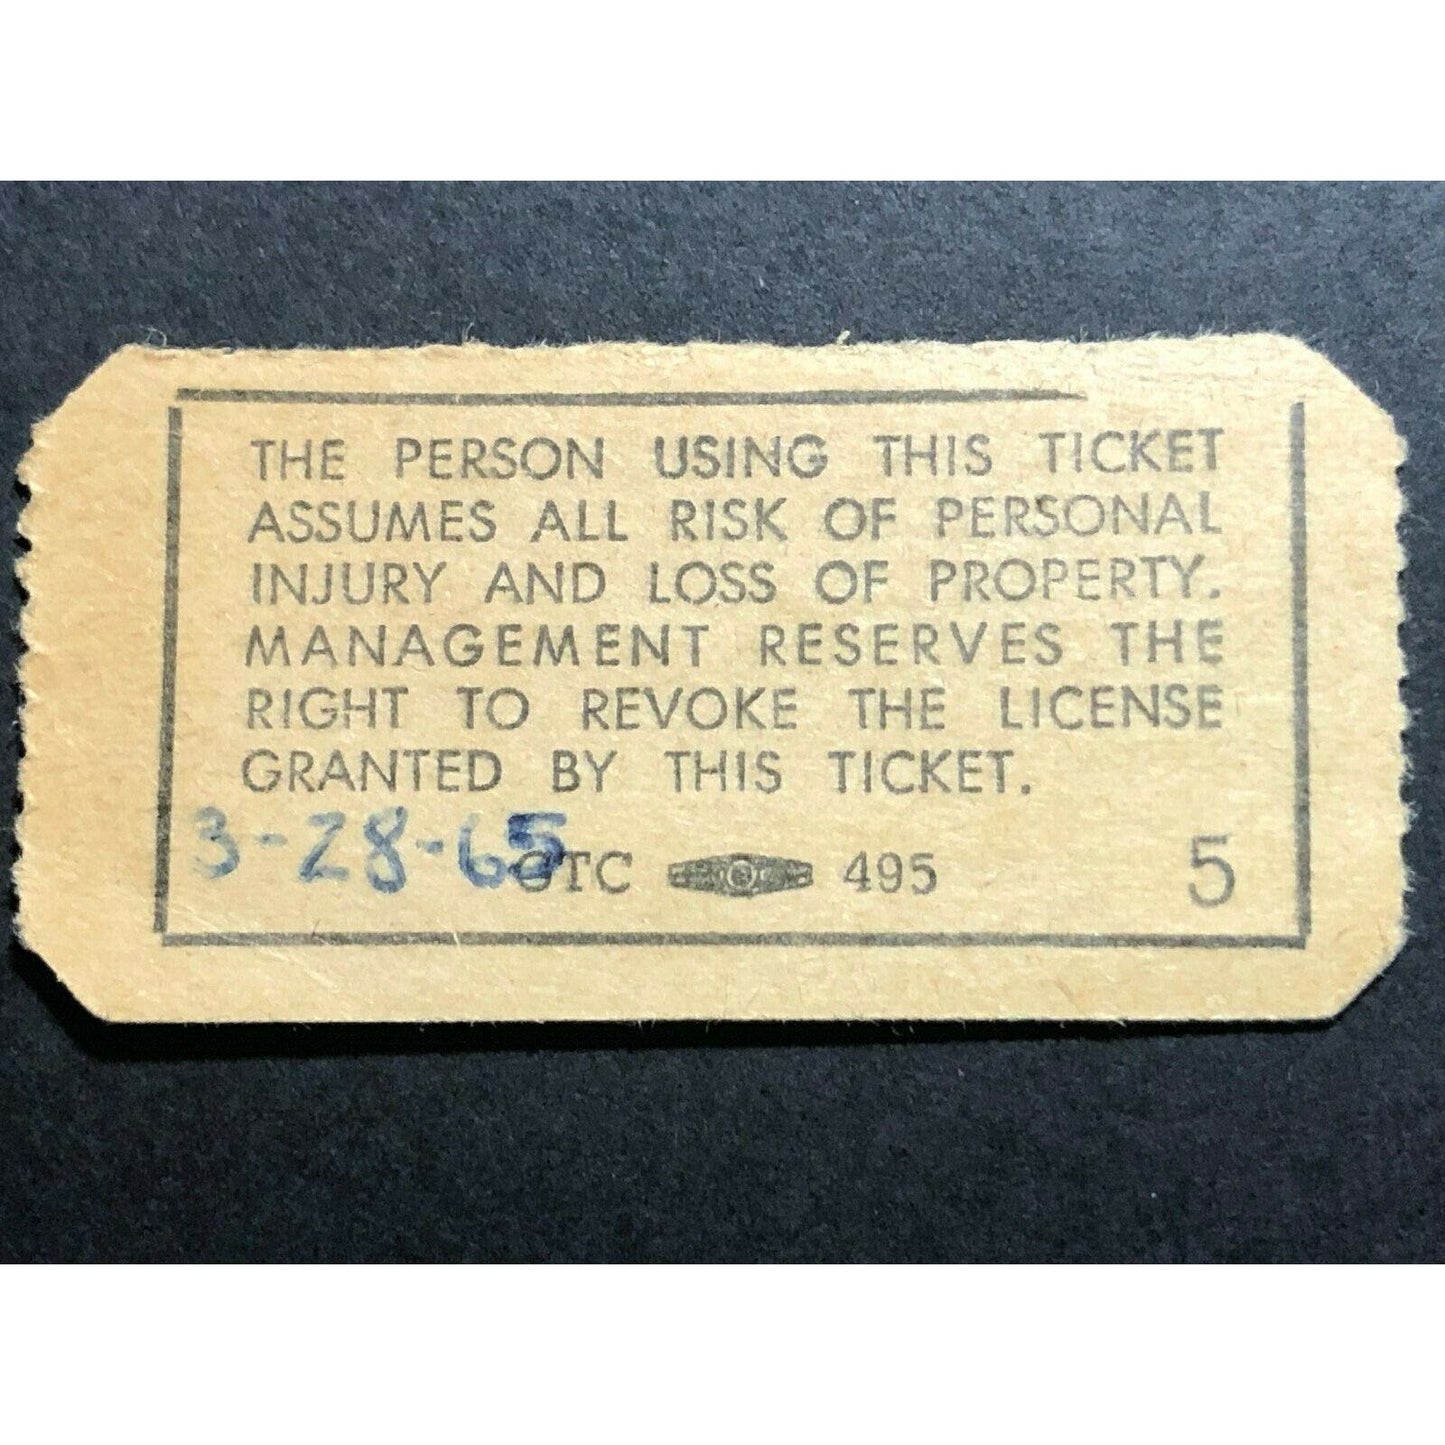 THE PERSON USING THIS TICKET
ASSUMES ALL RISK OF PERSONAL
INJURY AND LOSS OF PROPERTY.
MANAGEMENT RESERVES THE
RIGHT TO REVOKE THE LICENSE
GRANTED BY THIS TICKET.
3-28-65 GTC 495 5